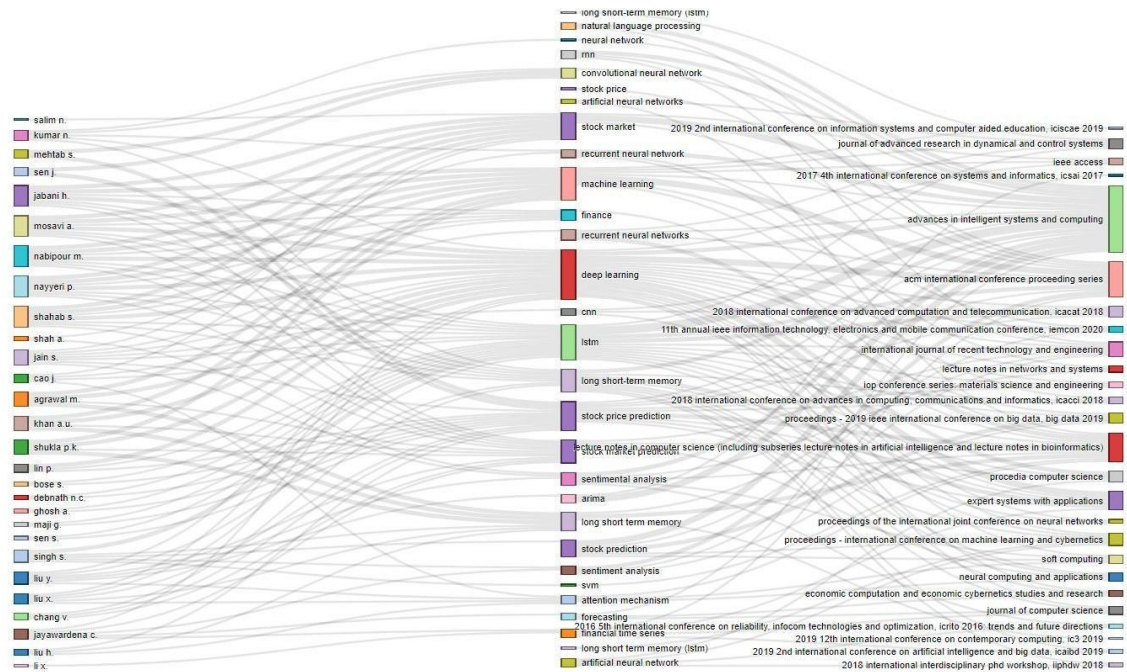 salim n.
kumar n.
mehtab s.
sen j.
jabani h.
mosavi a.
nabipour m.
nayyeri p.
shahab s.
shah a.
jain s.
cao j.
agrawal m.
khan a.u.
shukla p.k.
lin p.
bose s.
debnath n.c.
ghosh a.
maji g.
sen s.
singh s.
liu y.
liu x.
chang v.
jayawardena c.
liu h.
li x.
long short-term memory (lstm)
natural language processing
neural network
rnn
convolutional neural network
stock price
artificial neural networks
stock market
recurrent neural network
machine learning
finance
recurrent neural networks
deep learning
cnn
lstm
long short-term memory
stock price prediction
stock market prediction
sentimental analysis
arima
long short term memory
stock prediction
sentiment analysis
svm
attention mechanism
forecasting
financial time series
long short term memory (lstm)
artificial neural network
2019 2nd international conference on information systems and computer aided education, iciscae 2019
journal of advanced research in dynamical and control systems
ieee access
2017 4th international conference on systems and informatics, icsai 2017
advances in intelligent systems and computing
acm international conference proceeding series
2018 international conference on advanced computation and telecommunication, icacat 2018
11th annual ieee information technology, electronics and mobile communication conference, iemcon 2020
international journal of recent technology and engineering
lecture notes in networks and systems
iop conference series: materials science and engineering
2018 international conference on advances in computing, communications and informatics, icacci 2018
proceedings - 2019 ieee international conference on big data, big data 2019
lecture notes in computer science (including subseries lecture notes in artificial intelligence and lecture notes in bioinformatics)
procedia computer science
expert systems with applications
proceedings of the international joint conference on neural networks
proceedings - international conference on machine learning and cybernetics
soft computing
neural computing and applications
economic computation and economic cybernetics studies and research
journal of computer science
2016 5th international conference on reliability, infocom technologies and optimization, icrito 2016: trends and future directions
2019 12th international conference on contemporary computing, ic3 2019
2019 2nd international conference on artificial intelligence and big data, icaibd 2019
2018 international interdisciplinary phd workshop, iiphdw 2018